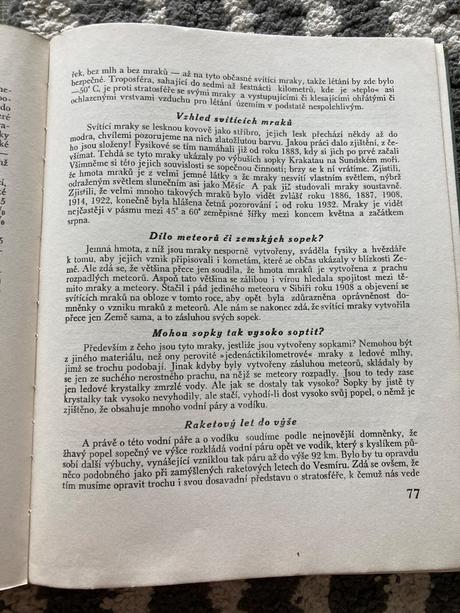 řek, bez mlh a bez mraků — až na tyto občasné svítící mraky, takže létání by zde bylo
bezpečné. Troposféra, sahající do sedmi až šestnácti kilometrů, kde je »teplo« asi
—50° C, je proti stratosféře se svými mraky a vystupujícími či klesajícími ohřátými či
ochlazenými vrstvami vzduchu pro létání územím v podstatě nespolehlivým.
Vzhled svítících mraků
Svítící mraky se lesknou kovově jako stříbro, jejich lesk přechází někdy až do
modra, chvílemi pozorujeme na nich zlatožlutou barvu. Jakou práci dalo zjištění, z če-
ho jsou složeny! Fysikové se tím namáhali již od roku 1883, kdy si jich po prvé začali
všímat. Tehdá se tyto mraky ukázaly po výbuších sopky Krakatau na Sundském moři.
Všimněme si této jejich souvislosti se sopečnou činností; brzy se k ní vrátíme. Zjistili,
že hmota mraků je z velmi jemné látky a že mraky nesvítí vlastním světlem, nýbrž
odraženým světlem slunečním asi jako Měsíc. A pak již studovali mraky soustavně.
Zjistili, že velmi mnoho takových mraků bylo vidět zvlášť roku 1886, 1887, 1908,
1914, 1922, konečně byla hlášena četná pozorování i od roku 1932. Mraky je vidět
nejčastěji v pásmu mezi 45° a 60° zeměpisné šířky mezi koncem května a začátkem
srpna.
Dílo meteorů či zemských sopek?
Jemná hmota, z níž jsou mraky nesporně vytvořeny, sváděla fysiky a hvězdáře
k tomu, aby jejich vznik připisovali i kometám, které se občas ukázaly v blízkosti Ze-
mě. Ale zdá se, že většina přece jen soudila, že hmota mraků je vytvořena z prachu
rozpadlých meteorů. Aspoň tato většina se zálibou i vírou hledala spojitost mezi tě-
mito mraky a meteory. Stačil i pád jediného meteoru v Sibiři roku 1908 a objevení se
svítících mraků na obloze v tomto roce, aby opět byla zdůrazněna oprávněnost do-
mněnky o vzniku mraků z meteorů. Ale nám se nakonec zdá, že svítící mraky vytvořila
přece jen Země sama, a to zásluhou svých sopek.
Mohou sopky tak vysoko soptit?
Především z čeho jsou tyto mraky, jestliže jsou vytvořeny sopkami? Nemohou být
z jiného materiálu, než ony perovité »jedenáctikilometrové« mraky z ledové mlhy,
jimž se trochu podobají. Jinak kdyby byly vytvořeny zásluhou meteorů, skládaly by
se jen ze suchého nerostného prachu, na nějž se meteory rozpadly. Jsou to tedy zase
jen ledové krystalky zmrzlé vody. Ale jak se dostaly tak vysoko? Sopky by jistě ty
krystalky tak vysoko nevyhodily, ale stačí, vyhodí-li dost vysoko svůj popel, o němž je
zjištěno, že obsahuje mnoho vodní páry a vodíku.
Raketový let do výše
A právě o této vodní páře a o vodíku soudíme podle nejnovější domněnky, že
žhavý popel sopečný ve výšce rozkládá vodní páru opět ve vodík, který s kyslíkem pů-
sobí další výbuchy, vynášející vzniklou tak páru až do výše 92 km. Bylo by tu opravdu
něco podobného jako při zamýšlených raketových letech do Vesmíru. Zdá se ovšem, že
tím musíme opravit trochu i svou dosavadní představu o stratosféře, k čemuž nás vede
77